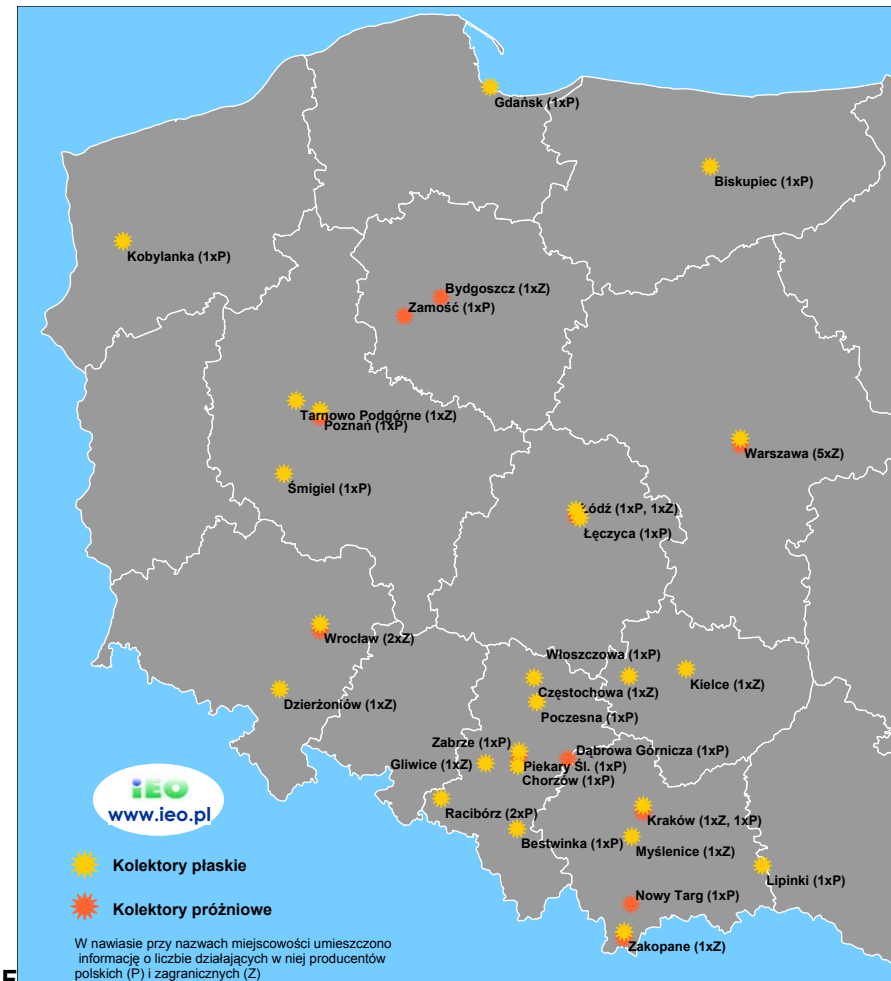 Gdańsk (1xP)
Biskupiec (1xP)
Kobylanka (1xP)
Bydgoszcz (1xZ)
Zamość (1xP)
Tarnowo Podgórne (1xZ)
Poznań (1xP)
Warszawa (5xZ)
Śmigiel (1xP)
Łódź (1xP, 1xZ)
Łęczyca (1xP)
Wrocław (2xZ)
Włoszczowa (1xP)
Kielce (1xZ)
Częstochowa (1xZ)
Dzierżoniów (1xZ)
Poczesna (1xP)
Zabrze (1xP)
Dąbrowa Górnicza (1xP)
Gliwice (1xZ)
Piekary Śl. (1xP)
Chorzów (1xP)
Racibórz (2xP)
Kraków (1xZ, 1xP)
Bestwinka (1xP)
Myślenice (1xZ)
Lipinki (1xP)
Nowy Targ (1xP)
Zakopane (1xZ)
iEO
www.ieo.pl
Kolektory płaskie
Kolektory próżniowe
W nawiasie przy nazwach miejscowości umieszczono
informację o liczbie działających w niej producentów
polskich (P) i zagranicznych (Z)